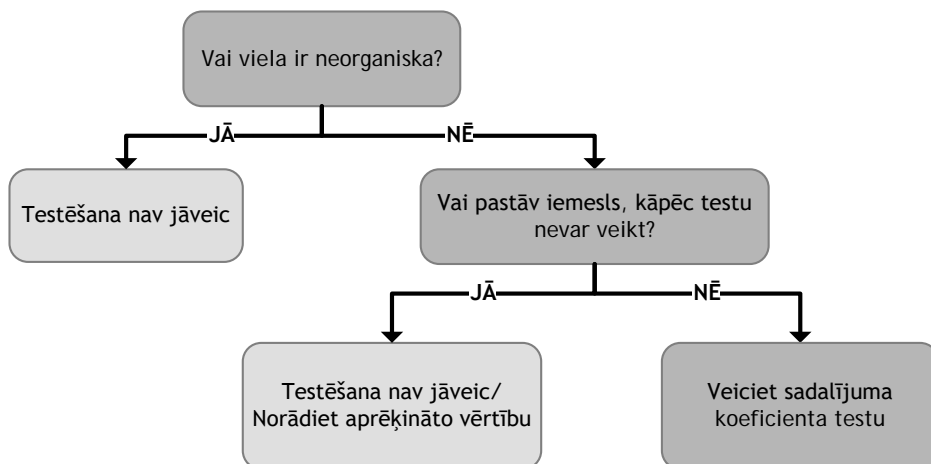 Vai viela ir neorganiska?
JĀ
NĒ
Testēšana nav jāveic
Vai pastāv iemesls, kāpēc testu
nevar veikt?
JĀ
NĒ
Testēšana nav jāveic/
Norādiet aprēķināto vērtību
Veiciet sadalījuma
koeficienta testu